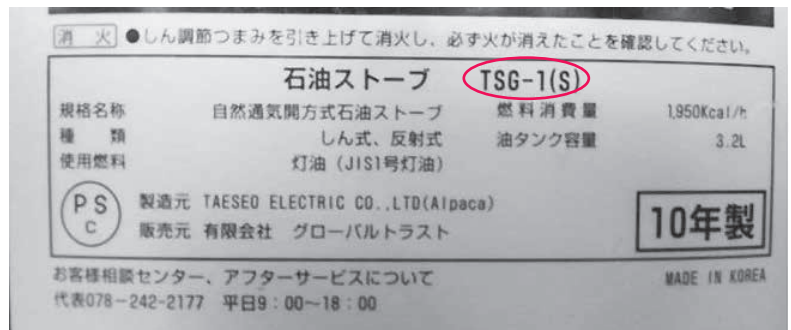 消 火 ●しん調節つまみを引き上げて消火し、必ず火が消えたことを確認してください。
石油ストーブ TSG-1(S)
規格名称 自然通気開方式石油ストーブ 燃料消費量 1,950Kcal/h
種 類 しん式、反射式 油タンク容量 3.2L
使用燃料 灯油（JIS1号灯油）
PS C
製造元 TAESEO ELECTRIC CO.,LTD(Alpaca)
販売元 有限会社 グローバルトラスト
10年製
お客様相談センター、アフターサービスについて MADE IN KOREA
代表078-242-2177 平日9:00~18:00